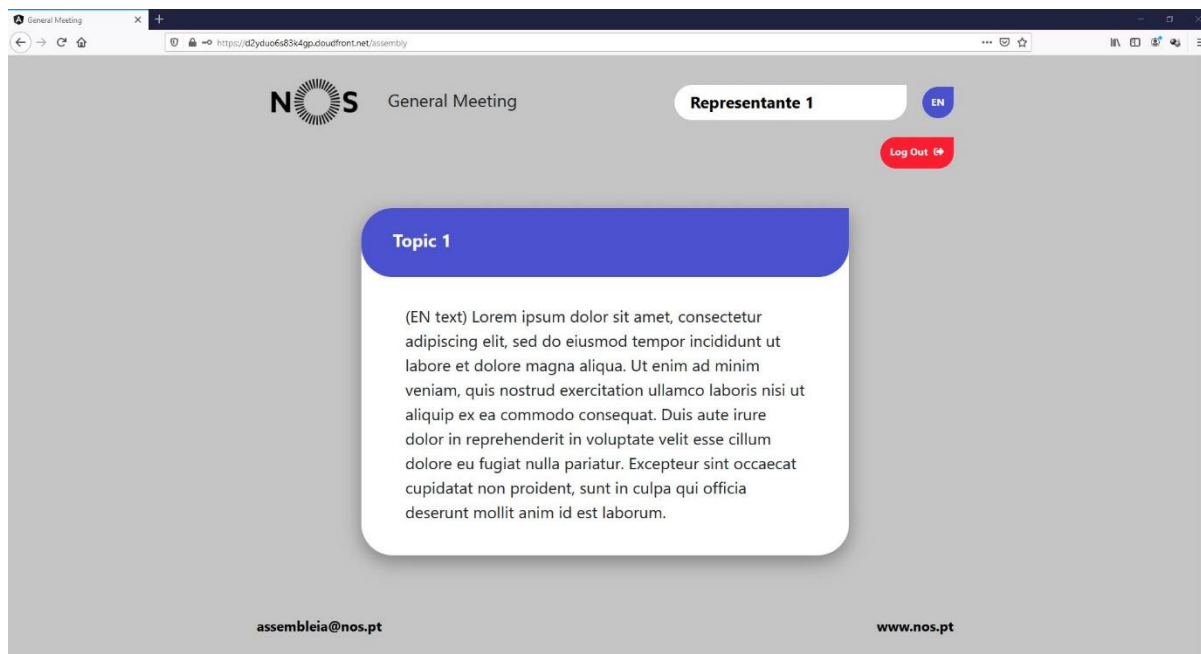 General Meeting
https://d2yduo6s83k4gp.cloudfront.net/assembly
NOS General Meeting Representante 1 EN
Log Out
Topic 1
(EN text) Lorem ipsum dolor sit amet, consectetur
adipiscing elit, sed do eiusmod tempor incididunt ut
labore et dolore magna aliqua. Ut enim ad minim
veniam, quis nostrud exercitation ullamco laboris nisi ut
aliquip ex ea commodo consequat. Duis aute irure
dolor in reprehenderit in voluptate velit esse cillum
dolore eu fugiat nulla pariatur. Excepteur sint occaecat
cupidatat non proident, sunt in culpa qui officia
deserunt mollit anim id est laborum.
assembleia@nos.pt www.nos.pt